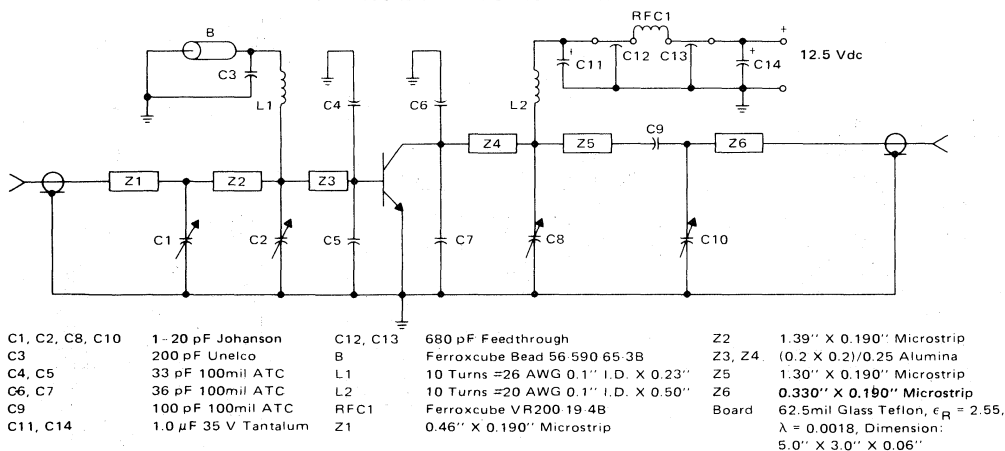 RFC1
B
+
C3
L1
C4
C6
L2
C11
C12
C13
+
C14
12.5 Vdc
C9
Z1
Z2
Z3
Z4
Z5
Z6
C1
C2
C5
C7
C8
C10
C1, C2, C8, C10 1-20 pF Johanson
C3 200 pF Unelco
C4, C5 33 pF 100mil ATC
C6, C7 36 pF 100mil ATC
C9 100 pF 100mil ATC
C11, C14 1.0 μF 35 V Tantalum
C12, C13 680 pF Feedthrough
B Ferroxcube Bead 56-590 65-3B
L1 10 Turns #26 AWG 0.1'' I.D. X 0.23''
L2 10 Turns #20 AWG 0.1'' I.D. X 0.50''
RFC1 Ferroxcube VR200-19-4B
Z1 0.46'' X 0.190'' Microstrip
Z2 1.39'' X 0.190'' Microstrip
Z3, Z4 (0.2 X 0.2)/0.25 Alumina
Z5 1.30'' X 0.190'' Microstrip
Z6 0.330'' X 0.190'' Microstrip
Board 62.5mil Glass Teflon, εR = 2.55,
λ = 0.0018, Dimension:
5.0'' X 3.0'' X 0.06''